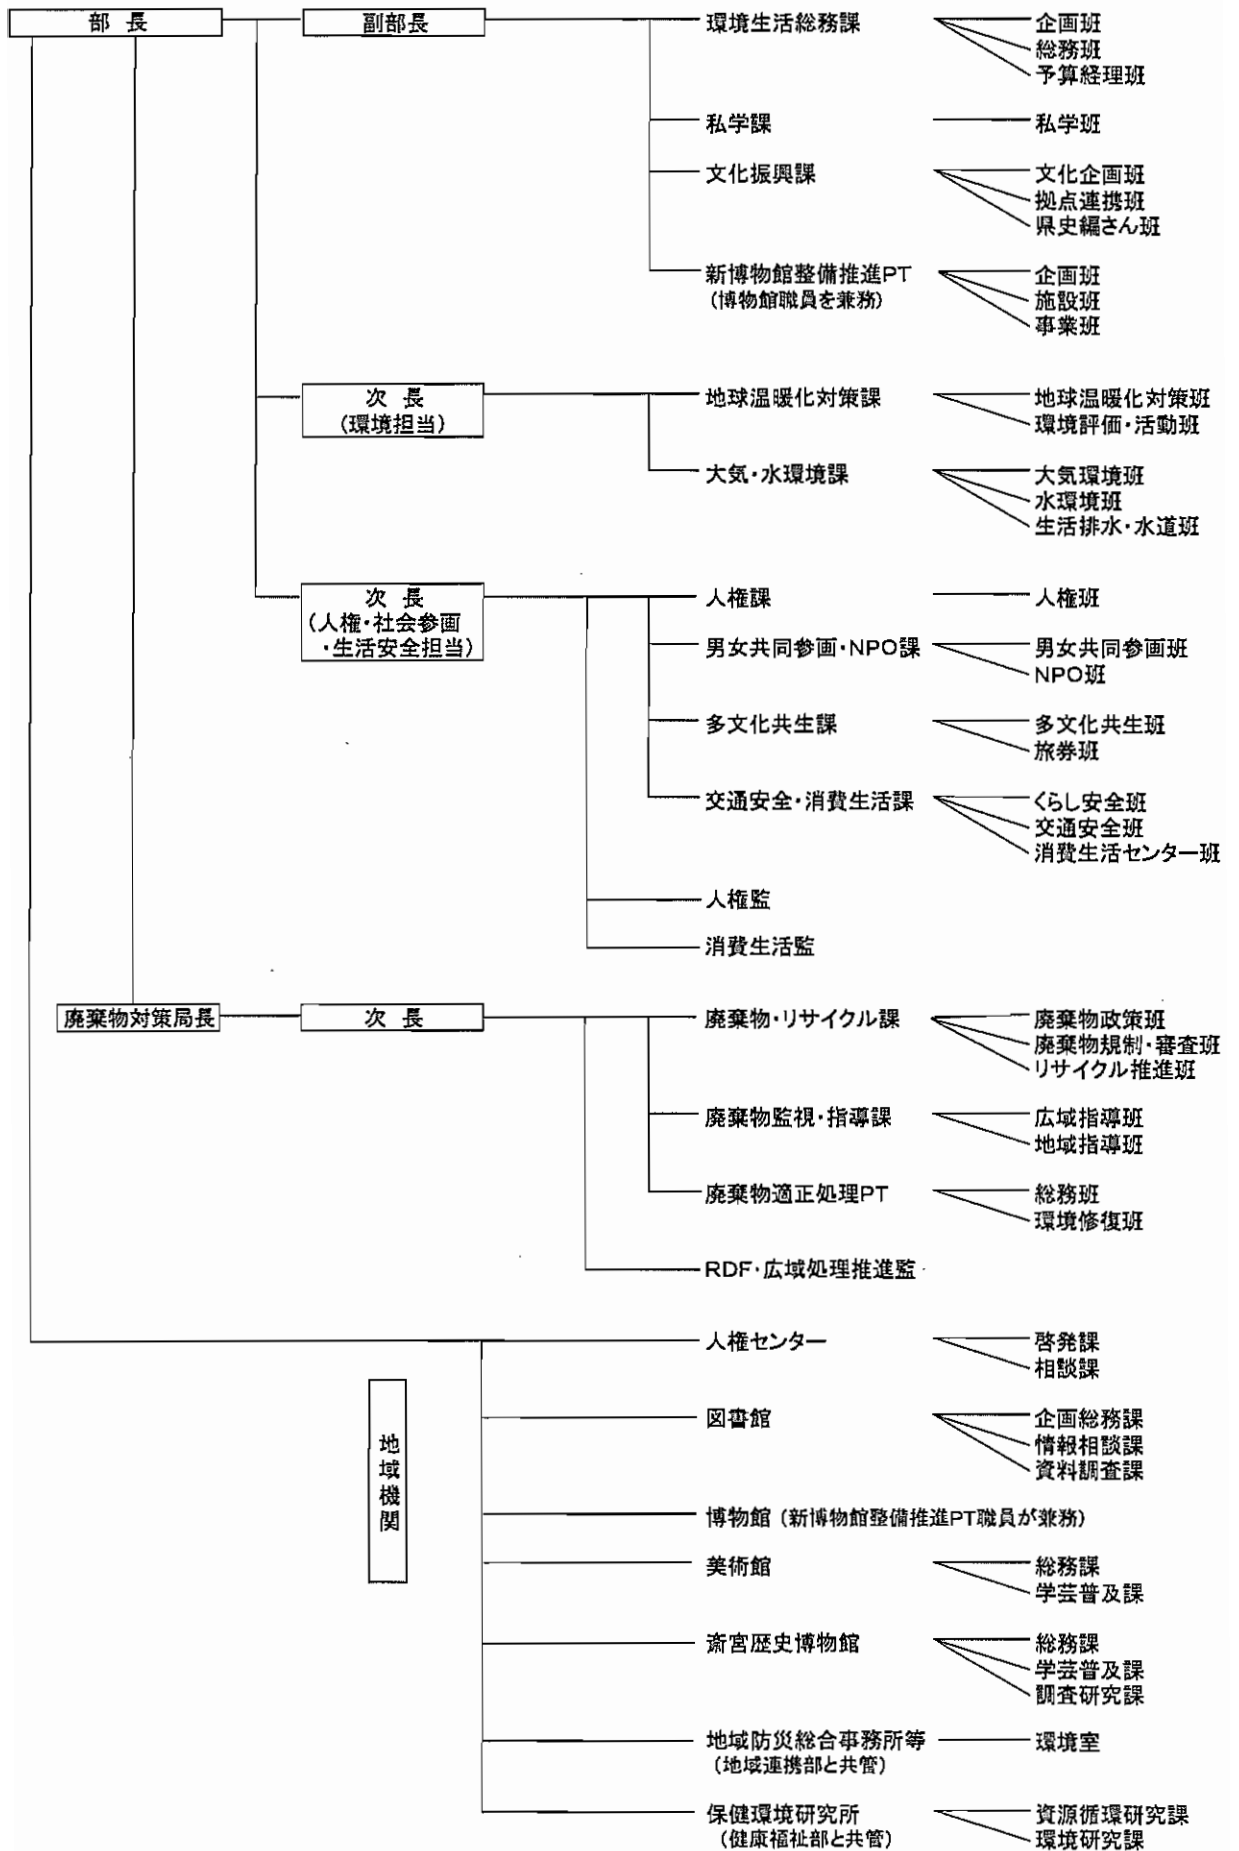 部 長
副部長
環境生活総務課
企画班
総務班
予算経理班
私学課
私学班
文化振興課
文化企画班
拠点連携班
県史編さん班
新博物館整備推進PT
(博物館職員を兼務)
企画班
施設班
事業班
次 長
(環境担当)
地球温暖化対策課
地球温暖化対策班
環境評価・活動班
大気・水環境課
大気環境班
水環境班
生活排水・水道班
次 長
(人権・社会参画
・生活安全担当)
人権課
人権班
男女共同参画・NPO課
男女共同参画班
NPO班
多文化共生課
多文化共生班
旅券班
交通安全・消費生活課
くらし安全班
交通安全班
消費生活センター班
人権監
消費生活監
廃棄物対策局長
次 長
廃棄物・リサイクル課
廃棄物政策班
廃棄物規制・審査班
リサイクル推進班
廃棄物監視・指導課
広域指導班
地域指導班
廃棄物適正処理PT
総務班
環境修復班
RDF・広域処理推進監
地域機関
人権センター
啓発課
相談課
図書館
企画総務課
情報相談課
資料調査課
博物館 (新博物館整備推進PT職員が兼務)
美術館
総務課
学芸普及課
斎宮歴史博物館
総務課
学芸普及課
調査研究課
地域防災総合事務所等
(地域連携部と共管)
環境室
保健環境研究所
(健康福祉部と共管)
資源循環研究課
環境研究課